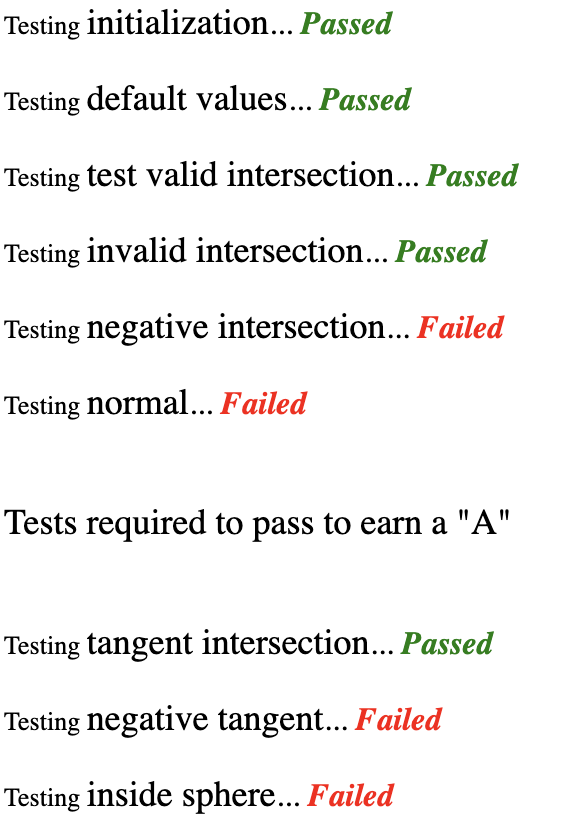 Testing initialization... Passed
Testing default values... Passed
Testing test valid intersection... Passed
Testing invalid intersection... Passed
Testing negative intersection... Failed
Testing normal... Failed
Tests required to pass to earn a "A"
Testing tangent intersection... Passed
Testing negative tangent... Failed
Testing inside sphere... Failed